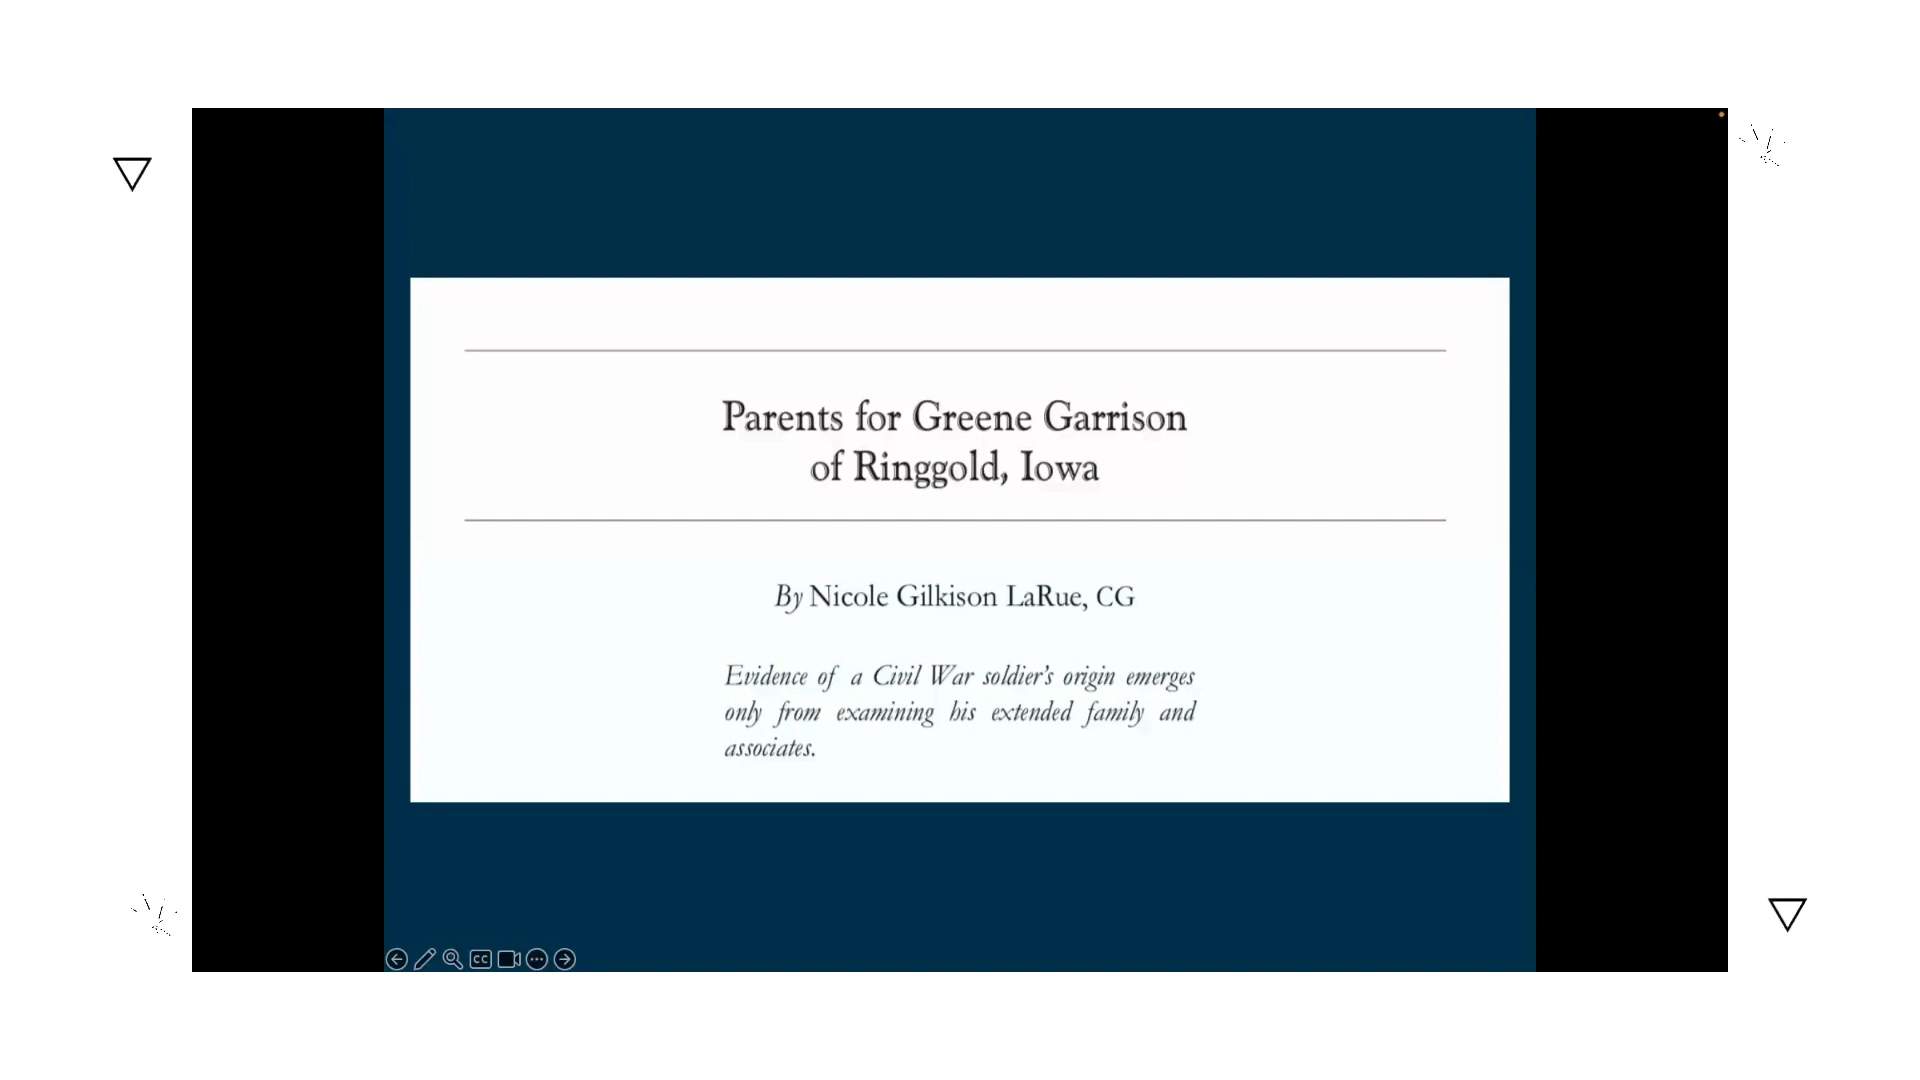 Parents for Greene Garrison
of Ringgold, Iowa
By Nicole Gilkison LaRue, CG
Evidence of a Civil War soldier's origin emerges
only from examining his extended family and
associates.
CC